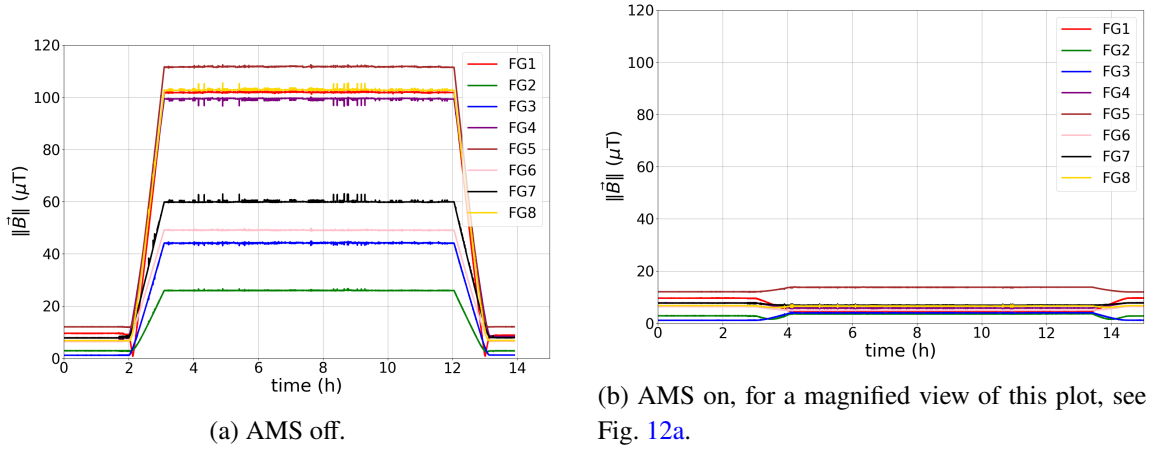 120
100
80
60
40
20
0
‖B⃗‖ (μT)
0 2 4 6 8 10 12 14
time (h)
FG1
FG2
FG3
FG4
FG5
FG6
FG7
FG8
(a) AMS off.
120
100
80
60
40
20
0
‖B⃗‖ (μT)
0 2 4 6 8 10 12 14
time (h)
FG1
FG2
FG3
FG4
FG5
FG6
FG7
FG8
(b) AMS on, for a magnified view of this plot, see
Fig. 12a.